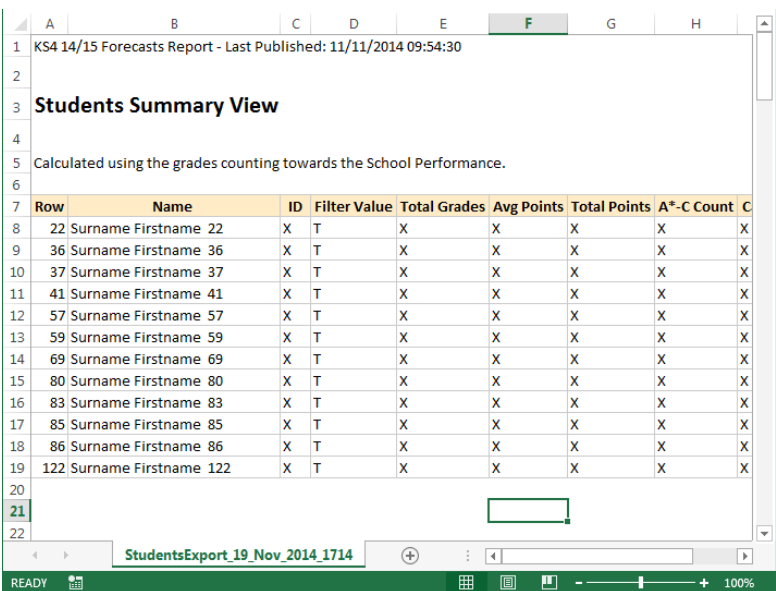 A B C D E F G H
1 KS4 14/15 Forecasts Report - Last Published: 11/11/2014 09:54:30
2
3 Students Summary View
4
5 Calculated using the grades counting towards the School Performance.
6
7 Row Name ID Filter Value Total Grades Avg Points Total Points A*-C Count C
8 22 Surname Firstname 22 X T X X X X X
9 36 Surname Firstname 36 X T X X X X X
10 37 Surname Firstname 37 X T X X X X X
11 41 Surname Firstname 41 X T X X X X X
12 57 Surname Firstname 57 X T X X X X X
13 59 Surname Firstname 59 X T X X X X X
14 69 Surname Firstname 69 X T X X X X X
15 80 Surname Firstname 80 X T X X X X X
16 83 Surname Firstname 83 X T X X X X X
17 85 Surname Firstname 85 X T X X X X X
18 86 Surname Firstname 86 X T X X X X X
19 122 Surname Firstname 122 X T X X X X X
20
21
22
StudentsExport_19_Nov_2014_1714
READY 100%